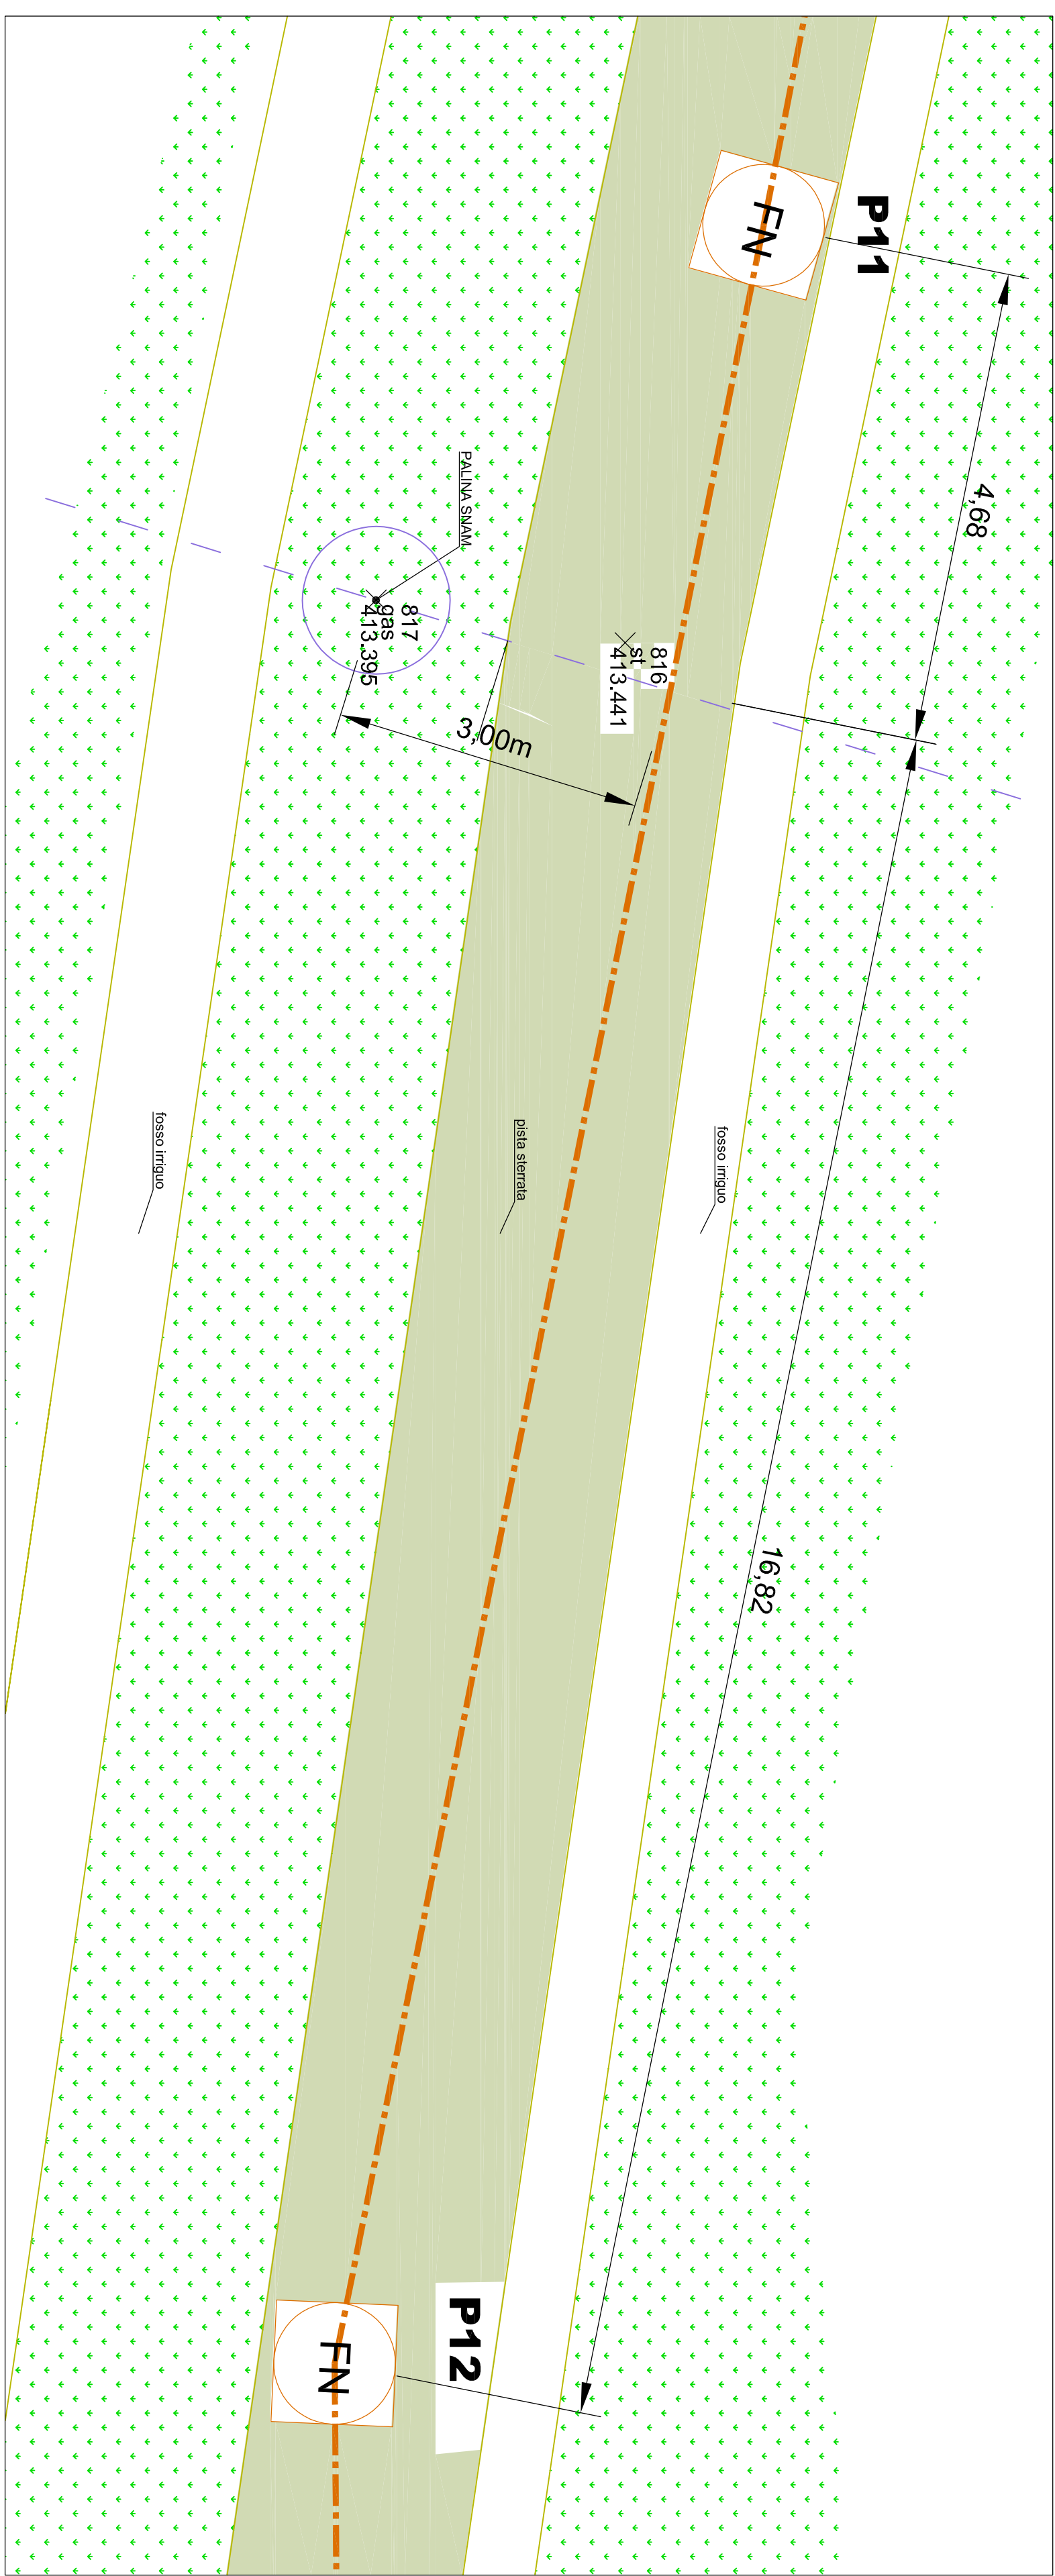 P11
FN
4,68
PALINA SNAM
817
gas
413.395
816
st
413.441
3,00m
fosso irriguo
pista sterrata
fosso irriguo
16,82
P12
FN